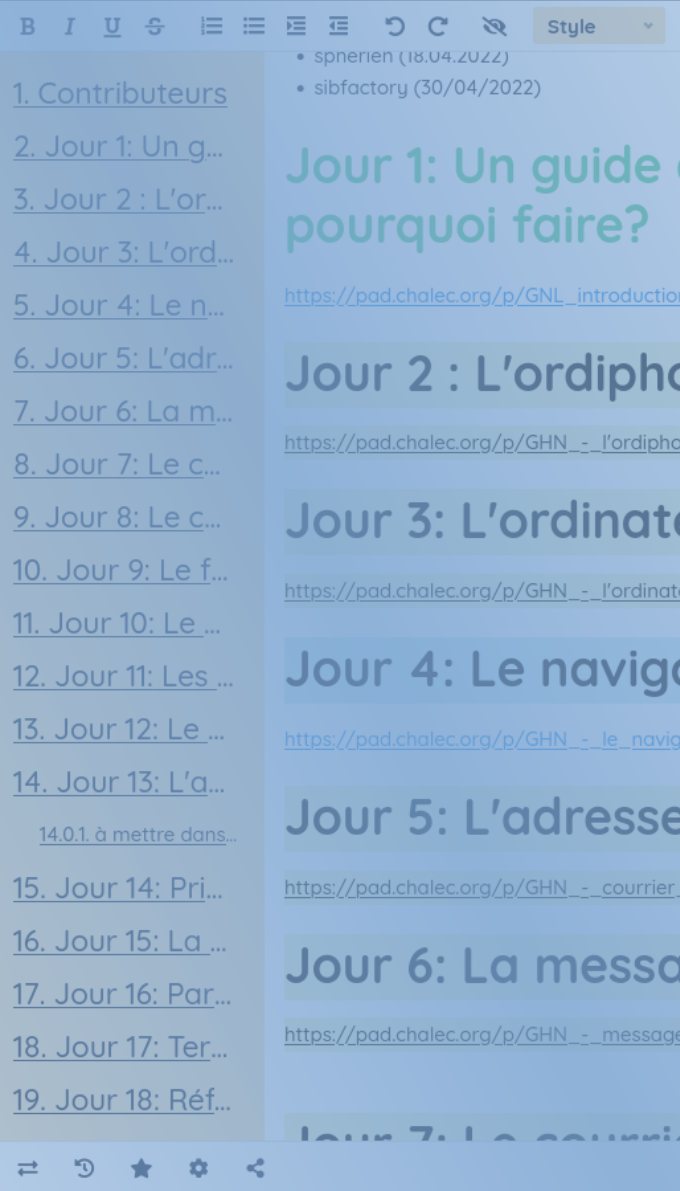 B I U S Style
1. Contributeurs
2. Jour 1: Un g...
3. Jour 2 : L'or...
4. Jour 3: L'ord...
5. Jour 4: Le n...
6. Jour 5: L'adr...
7. Jour 6: La m...
8. Jour 7: Le c...
9. Jour 8: Le c...
10. Jour 9: Le f...
11. Jour 10: Le ...
12. Jour 11: Les ...
13. Jour 12: Le ...
14. Jour 13: L'a...
14.0.1. à mettre dans...
15. Jour 14: Pri...
16. Jour 15: La ...
17. Jour 16: Par...
18. Jour 17: Ter...
19. Jour 18: Réf...
spherien (18.04.2022)
sibfactory (30/04/2022)
Jour 1: Un guide
pourquoi faire?
https://pad.chalec.org/p/GNL_introduction
Jour 2 : L'ordipho
https://pad.chalec.org/p/GHN_-_l'ordipho
Jour 3: L'ordinate
https://pad.chalec.org/p/GHN_-_l'ordinat
Jour 4: Le naviga
https://pad.chalec.org/p/GHN_-_le_navig
Jour 5: L'adresse
https://pad.chalec.org/p/GHN_-_courrier_
Jour 6: La messa
https://pad.chalec.org/p/GHN_-_message
Jour 7: Le courri